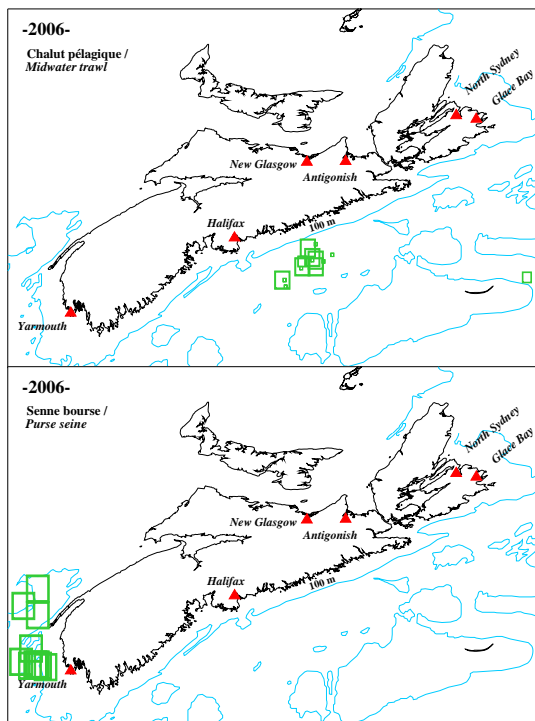 -2006-
Chalut pélagique /
Midwater trawl
North Sydney
Glace Bay
New Glasgow
Antigonish
Halifax
100 m
Yarmouth
-2006-
Senne bourse /
Purse seine
North Sydney
Glace Bay
New Glasgow
Antigonish
Halifax
100 m
Yarmouth